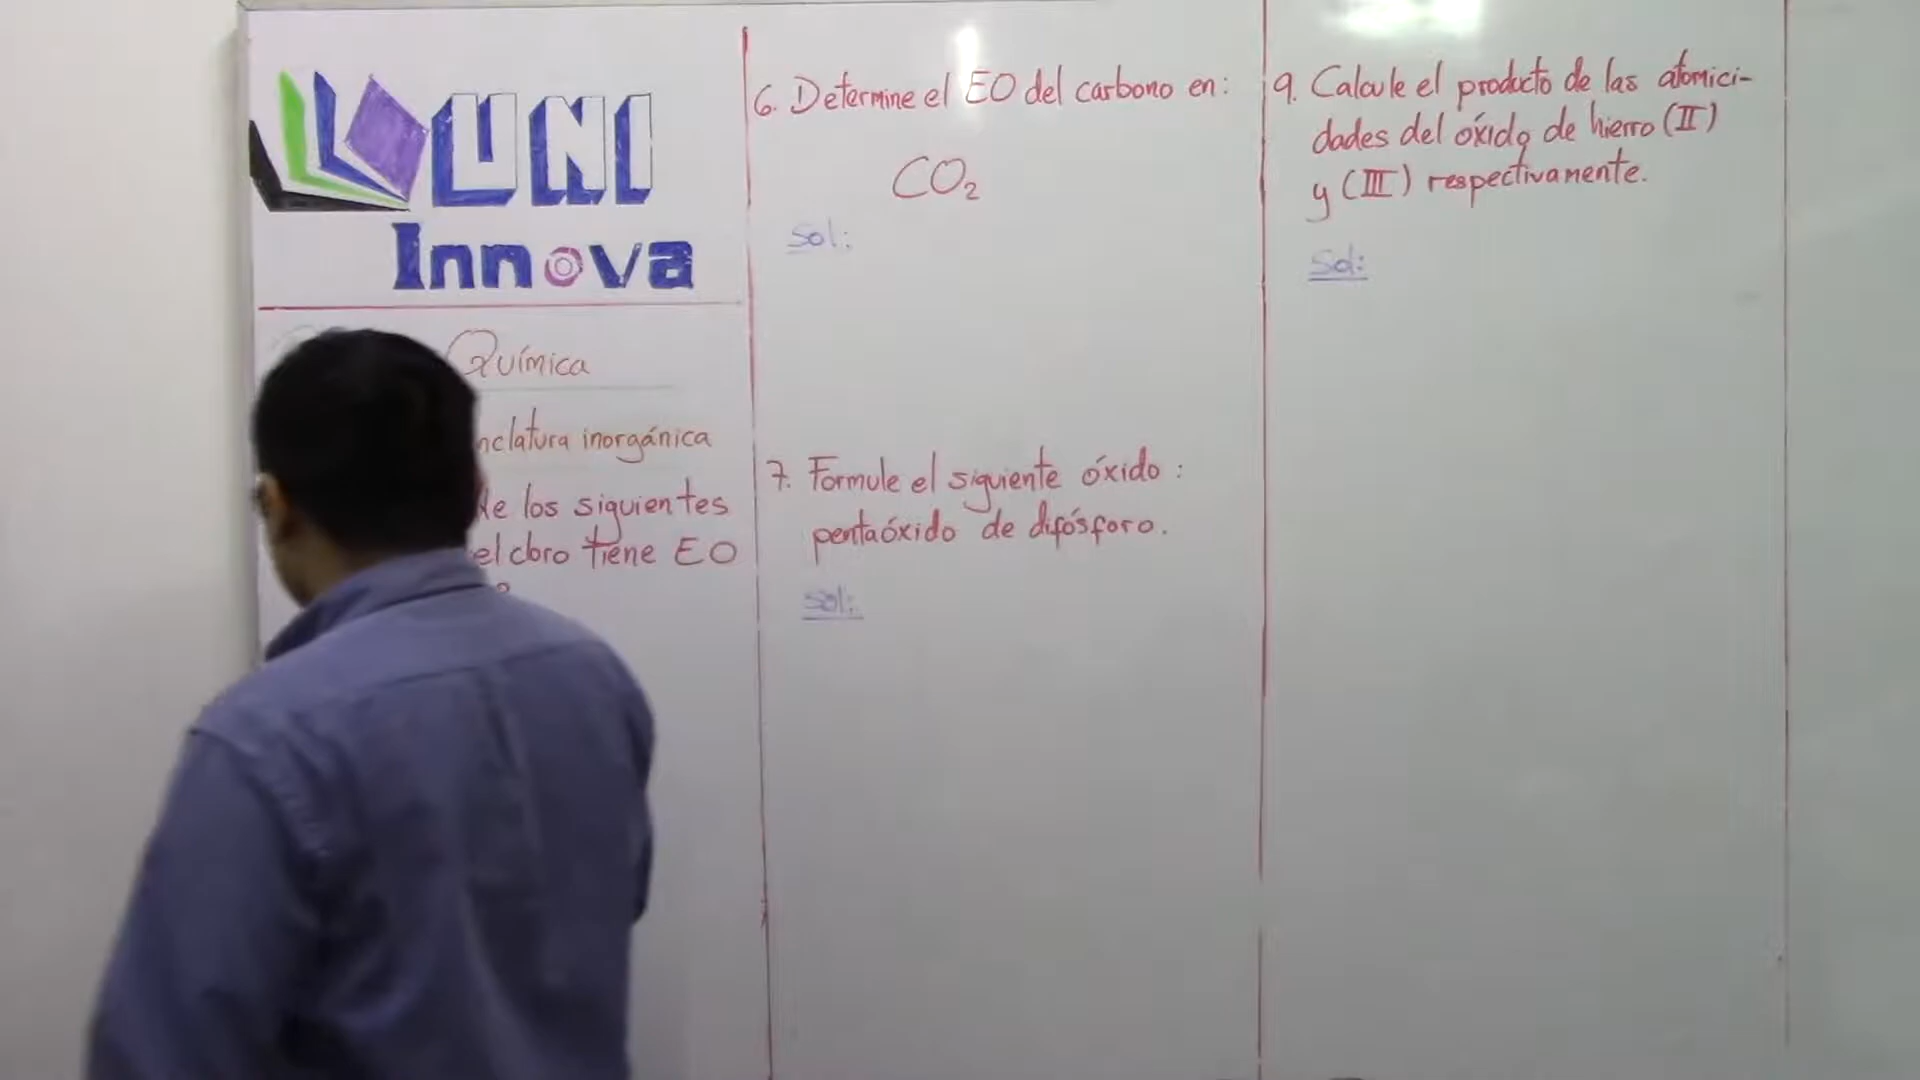 UNI
Innova
Química
nclatura inorgánica
de los siguientes
el cloro tiene EO
?
6. Determine el EO del carbono en:
CO₂
Sol:
7. Formule el siguiente óxido:
pentaóxido de difósforo.
Sol:
9. Calcule el producto de las atomici-
dades del óxido de hierro (II)
y (III) respectivamente.
Sol: